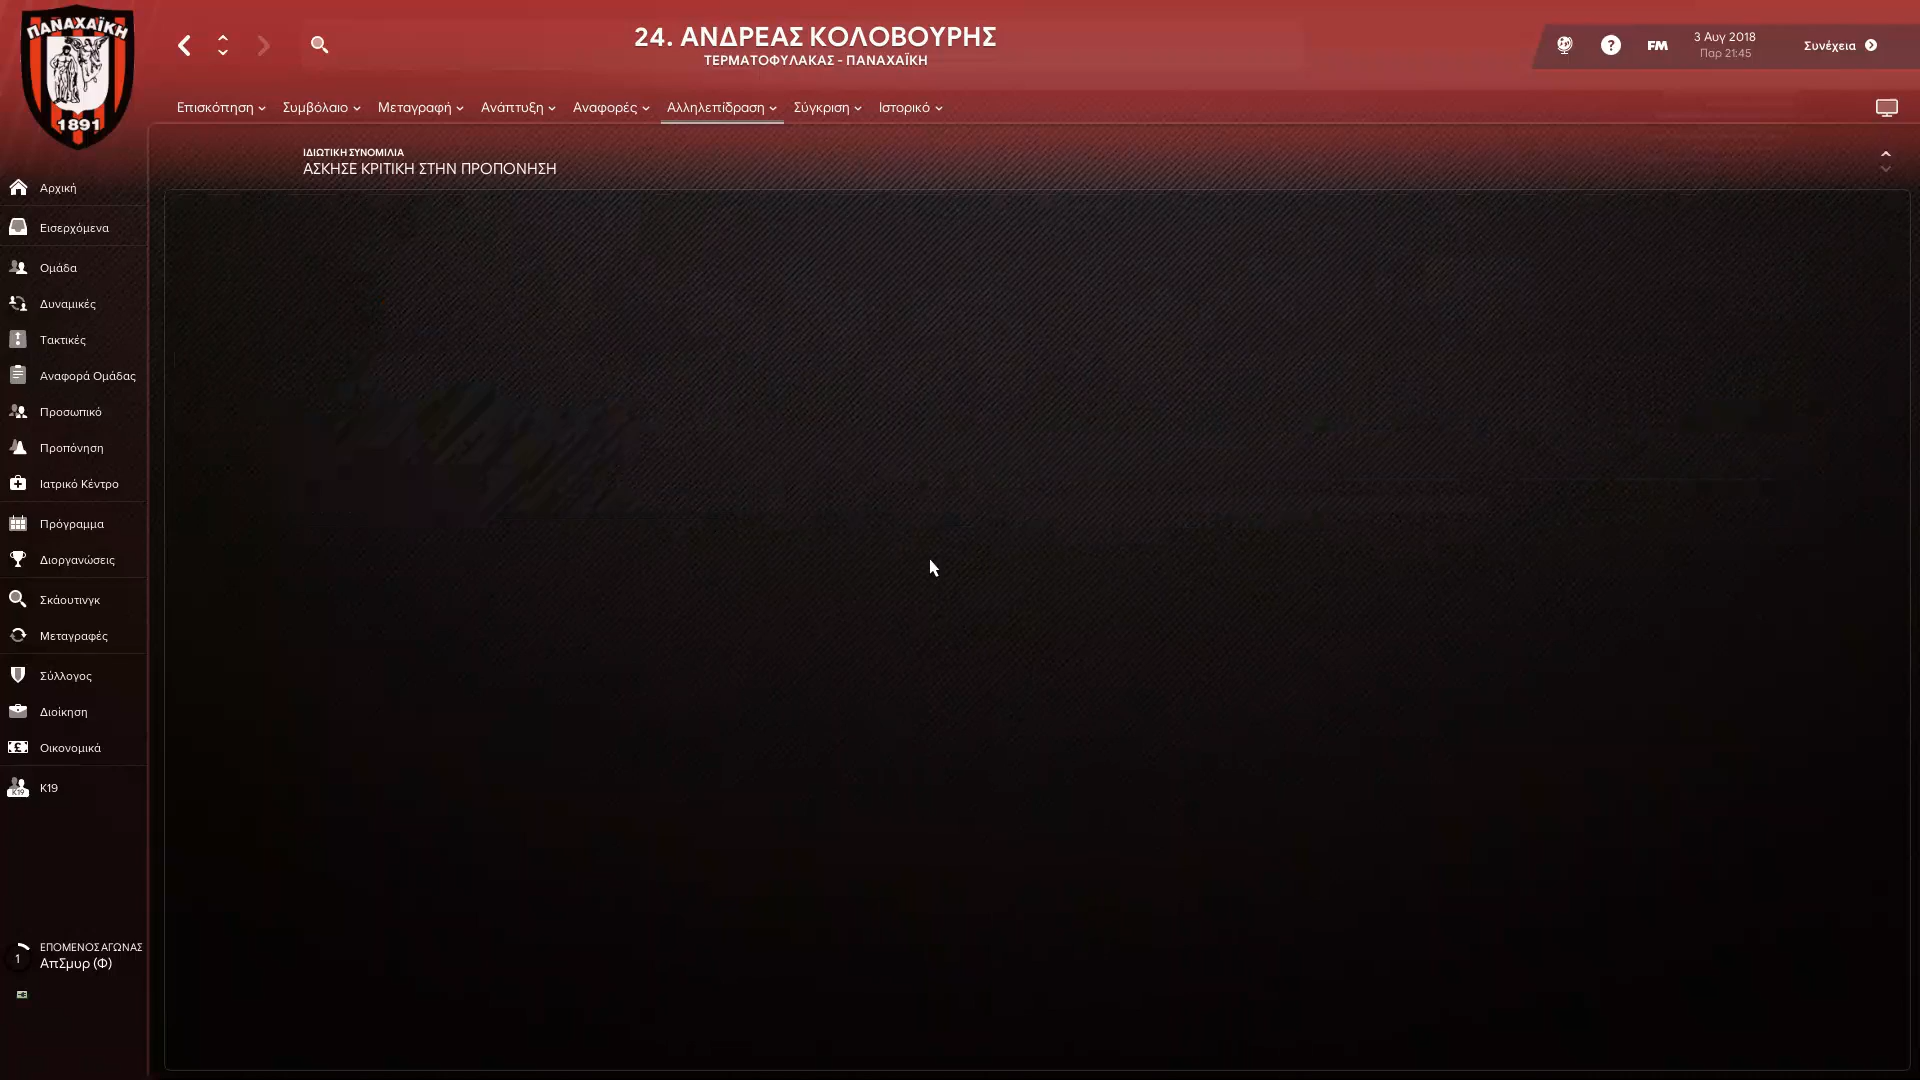 ΠΑΝΑΧΑΪΚΗ
1891
24. ΑΝΔΡΕΑΣ ΚΟΛΟΒΟΥΡΗΣ
ΤΕΡΜΑΤΟΦΥΛΑΚΑΣ - ΠΑΝΑΧΑΪΚΗ
?
FM
3 Αυγ 2018
Παρ 21:45
Συνέχεια
Επισκόπηση
Συμβόλαιο
Μεταγραφή
Ανάπτυξη
Αναφορές
Αλληλεπίδραση
Σύγκριση
Ιστορικό
ΙΔΙΩΤΙΚΗ ΣΥΝΟΜΙΛΙΑ
ΑΣΚΗΣΕ ΚΡΙΤΙΚΗ ΣΤΗΝ ΠΡΟΠΟΝΗΣΗ
Αρχική
Εισερχόμενα
Ομάδα
Δυναμικές
Τακτικές
Αναφορά Ομάδας
Προσωπικό
Προπόνηση
Ιατρικό Κέντρο
Πρόγραμμα
Διοργανώσεις
Σκάουτινγκ
Μεταγραφές
Σύλλογος
Διοίκηση
£
Οικονομικά
Κ19
Κ19
1
ΕΠΟΜΕΝΟΣ ΑΓΩΝΑΣ
ΑπΣμυρ (Φ)